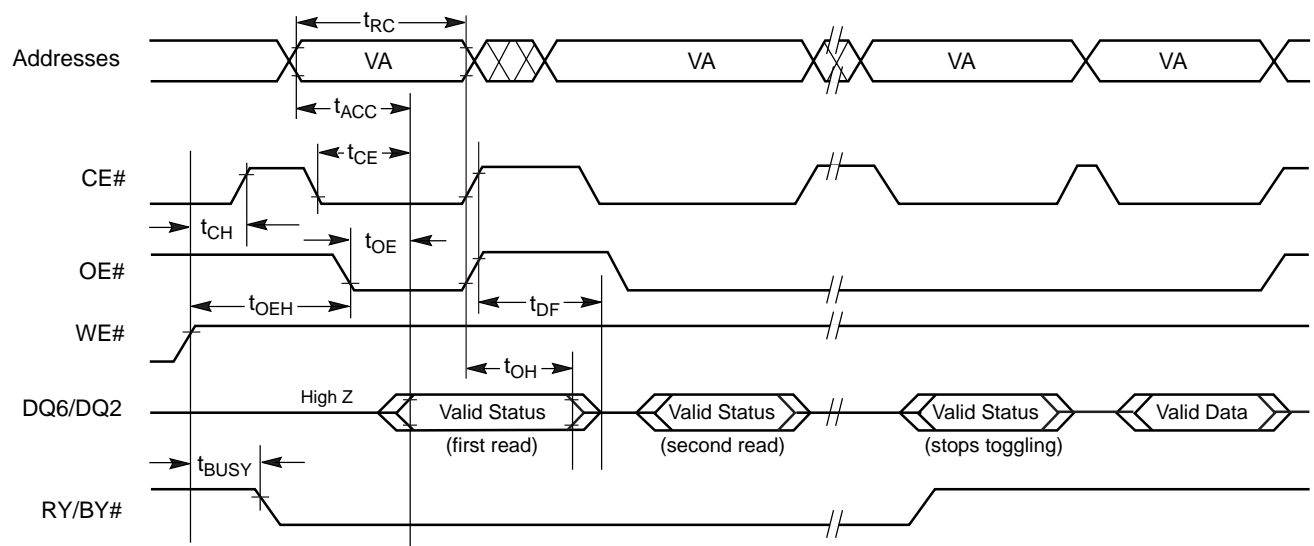 tRC
Addresses VA VA VA VA
tACC
tCE
CE#
tCH
tOE
OE#
tOEH
tDF
WE#
tOH
High Z
DQ6/DQ2 Valid Status Valid Status Valid Status Valid Data
(first read) (second read) (stops toggling)
tBUSY
RY/BY#